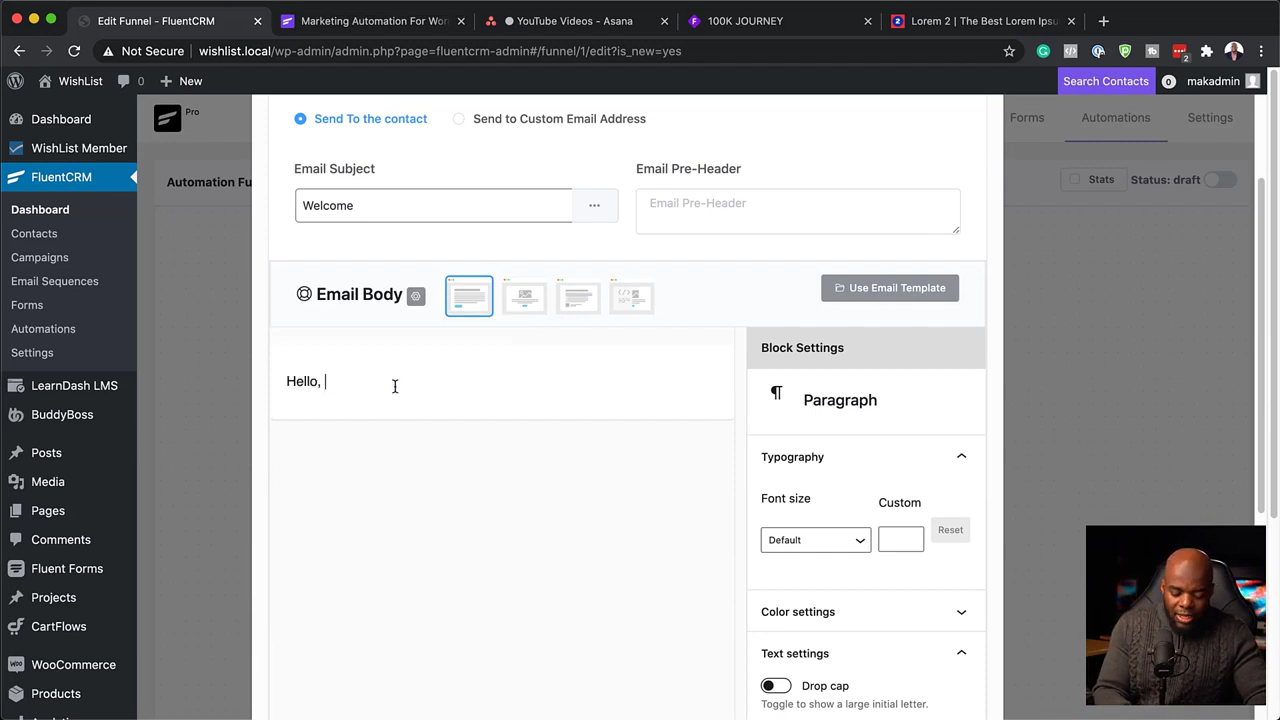 Edit Funnel - FluentCRM
Marketing Automation For Wor
YouTube Videos - Asana
100K JOURNEY
Lorem 2 | The Best Lorem Ipsu
Not Secure
wishlist.local/wp-admin/admin.php?page=fluentcrm-admin#/funnel/1/edit?is_new=yes
2
WishList
0
New
Search Contacts
0
makadmin
Dashboard
WishList Member
FluentCRM
Dashboard
Contacts
Campaigns
Email Sequences
Forms
Automations
Settings
LearnDash LMS
BuddyBoss
Posts
Media
Pages
Comments
Fluent Forms
Projects
CartFlows
WooCommerce
Products
Pro
Forms
Automations
Settings
Automation Fu
Stats
Status: draft
Send To the contact
Send to Custom Email Address
Email Subject
Email Pre-Header
Welcome
...
Email Pre-Header
Email Body
Use Email Template
Hello,
Block Settings
Paragraph
Typography
Font size
Custom
Default
Reset
Color settings
Text settings
Drop cap
Toggle to show a large initial letter.